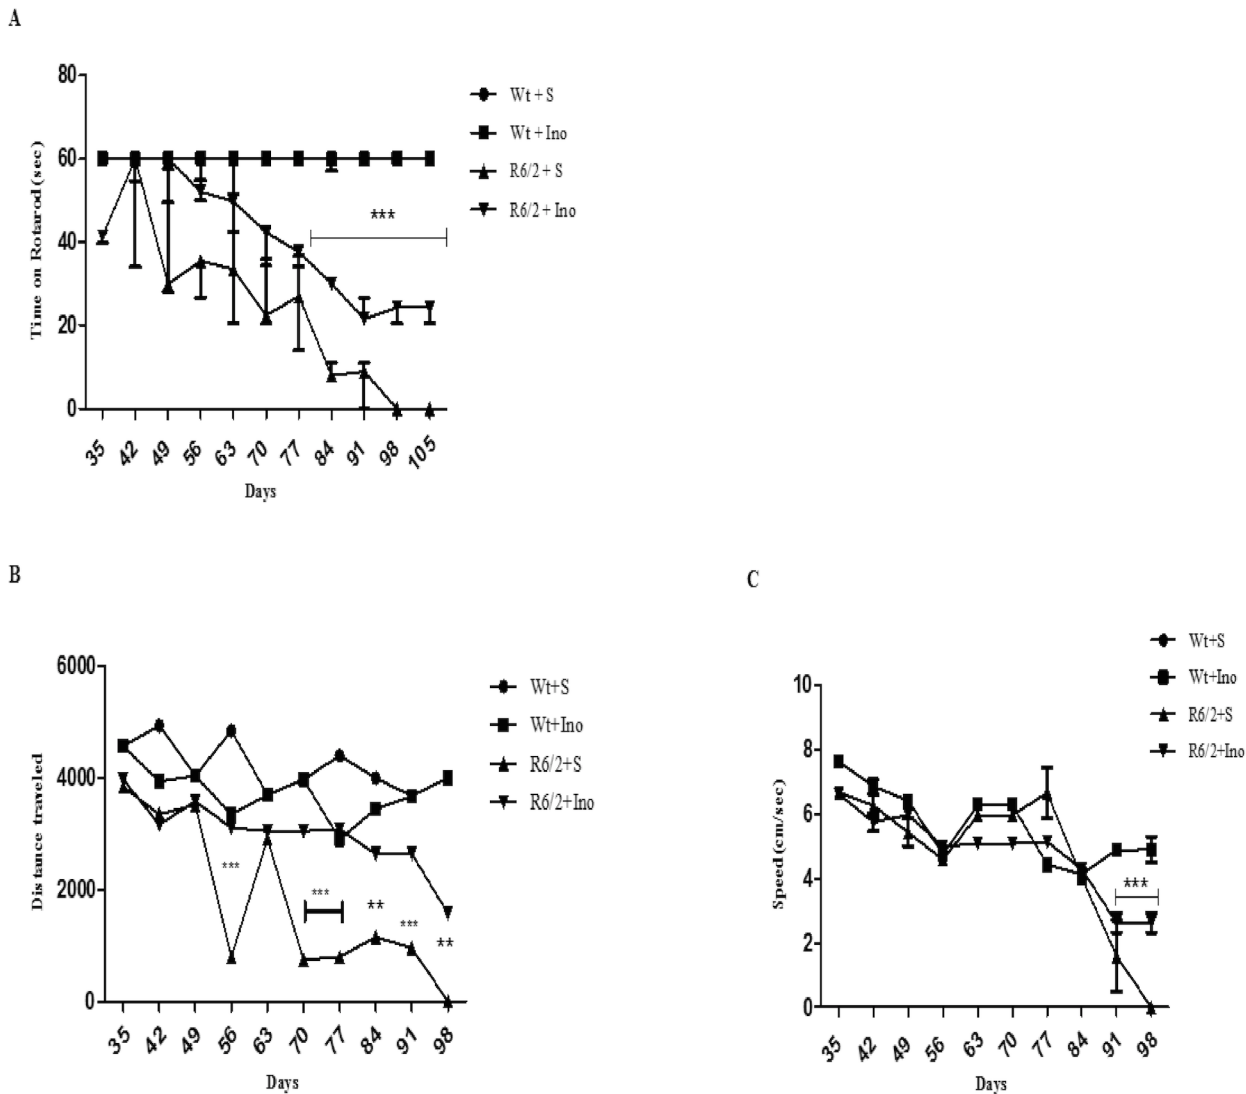 A
80
60
40
20
0
Time on Rotarod (sec)
35 42 49 56 63 70 77 84 91 98 105
Days
Wt + S
Wt + Ino
R6/2 + S
R6/2 + Ino
***
B
6000
4000
2000
0
Distance traveled
35 42 49 56 63 70 77 84 91 98
Days
Wt+S
Wt+Ino
R6/2+S
R6/2+Ino
***
***
**
***
**
C
10
8
6
4
2
0
Speed (cm/sec)
35 42 49 56 63 70 77 84 91 98
Days
Wt+S
Wt+Ino
R6/2+S
R6/2+Ino
***